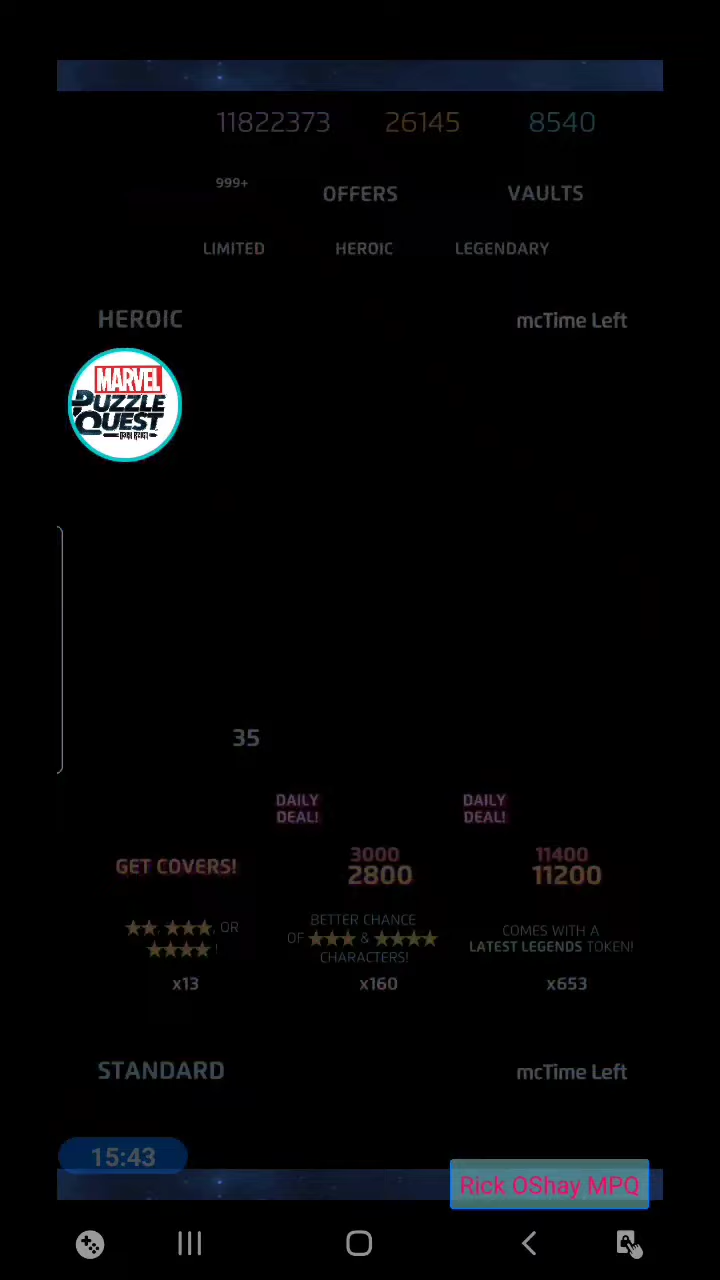 11822373 26145 8540
999+ OFFERS VAULTS
LIMITED HEROIC LEGENDARY
HEROIC mcTime Left
MARVEL
PUZZLE
QUEST
35
DAILY
DEAL!
DAILY
DEAL!
GET COVERS!
3000
2800
11400
11200
★★, ★★★, OR
★★★★!
BETTER CHANCE
OF ★★★ & ★★★★
CHARACTERS!
COMES WITH A
LATEST LEGENDS TOKEN!
x13 x160 x653
STANDARD mcTime Left
15:43
Rick OShay MPQ